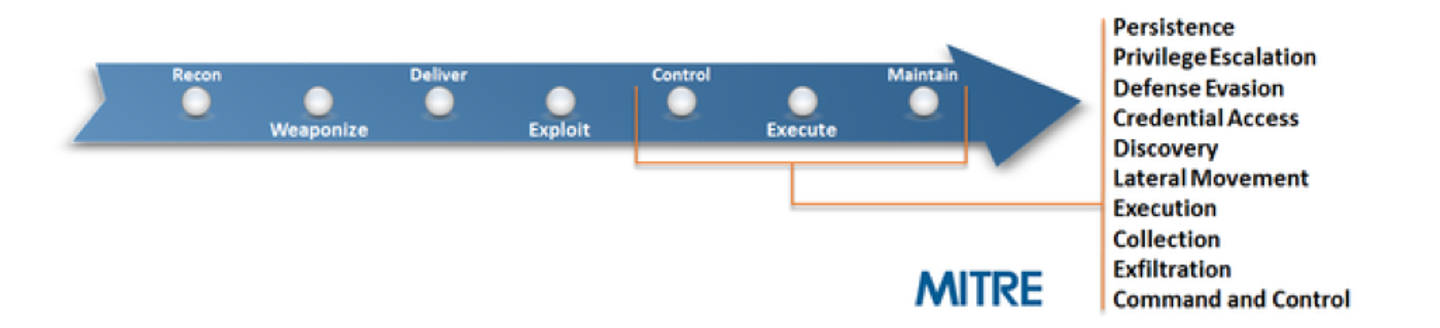 Recon
Weaponize
Deliver
Exploit
Control
Execute
Maintain
Persistence
Privilege Escalation
Defense Evasion
Credential Access
Discovery
Lateral Movement
Execution
Collection
Exfiltration
Command and Control
MITRE